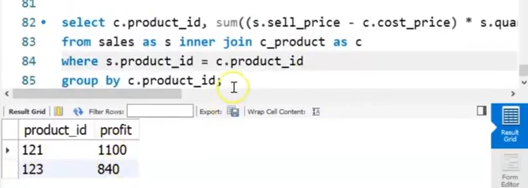 81
82 select c.product_id, sum((s.sell_price - c.cost_price) * s.qua
83 from sales as s inner join c_product as c
84 where s.product_id = c.product_id
85 group by c.product_id;
Result Grid Filter Rows: Export: Wrap Cell Content:
product_id profit
121 1100
123 840
Result
Grid
Form
Editor